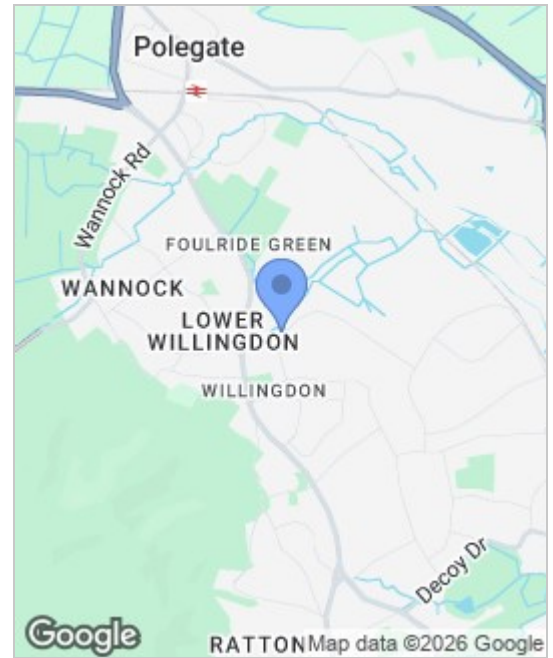 Polegate
Wannock Rd
FOULRIDE GREEN
WANNOCK
LOWER
WILLINGDON
WILLINGDON
Decoy Dr
Google
RATTON
Map data ©2026 Google